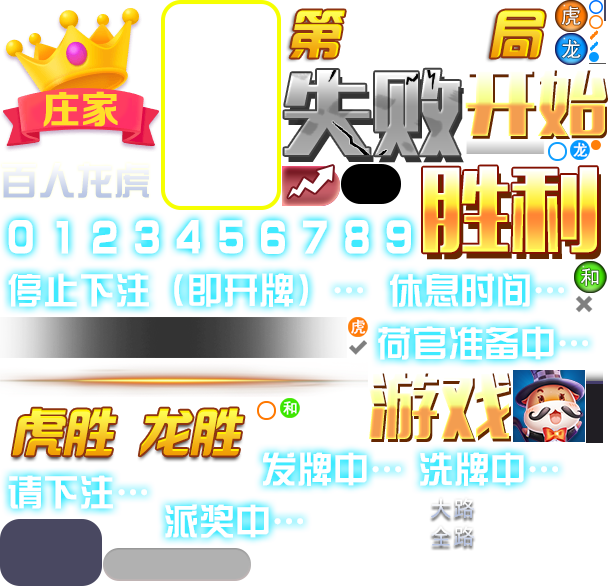 第 局
虎
龙
庄家
失败
开始
龙
百人龙虎
胜利
0 1 2 3 4 5 6 7 8 9
停止下注（即开牌）…
休息时间…
和
虎
荷官准备中…
游戏
虎胜 龙胜
和
发牌中…
洗牌中…
请下注…
派奖中…
大路
全路